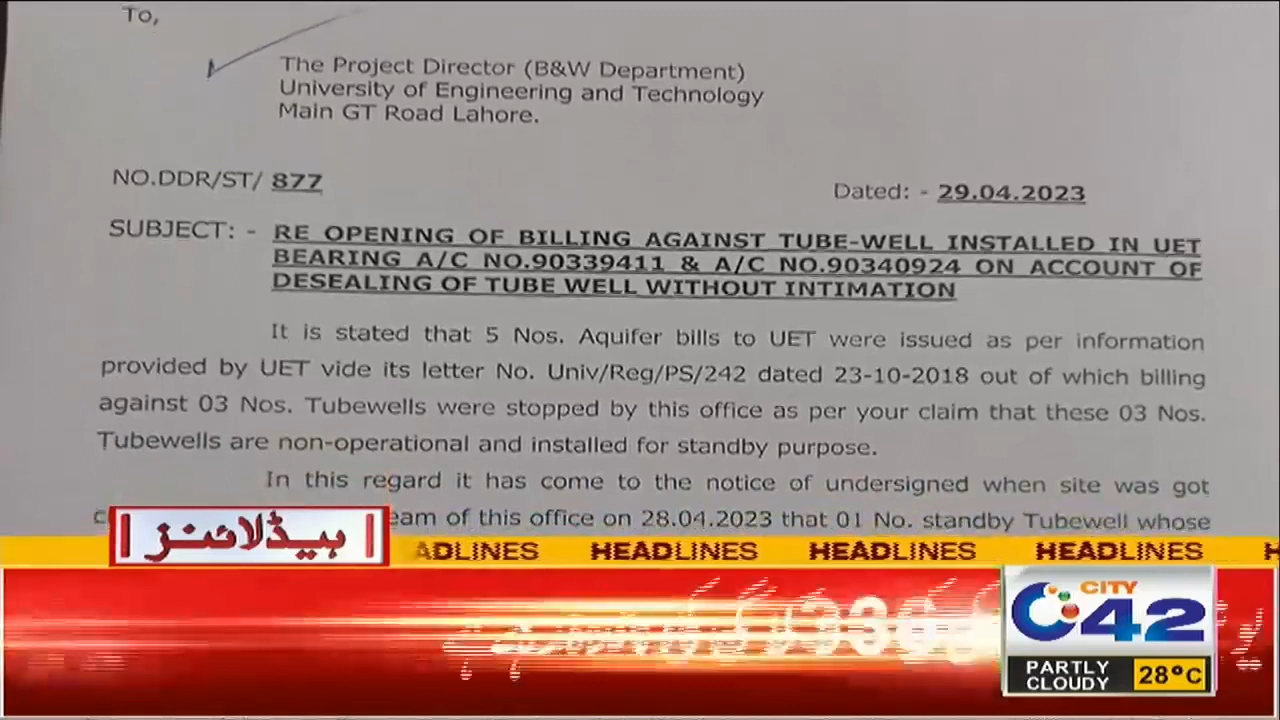 To,
The Project Director (B&W Department)
University of Engineering and Technology
Main GT Road Lahore.
NO.DDR/ST/ 877
Dated: - 29.04.2023
SUBJECT: - RE OPENING OF BILLING AGAINST TUBE-WELL INSTALLED IN UET
BEARING A/C NO.90339411 & A/C NO.90340924 ON ACCOUNT OF
DESEALING OF TUBE WELL WITHOUT INTIMATION
It is stated that 5 Nos. Aquifer bills to UET were issued as per information
provided by UET vide its letter No. Univ/Reg/PS/242 dated 23-10-2018 out of which billing
against 03 Nos. Tubewells were stopped by this office as per your claim that these 03 Nos.
Tubewells are non-operational and installed for standby purpose.
In this regard it has come to the notice of undersigned when site was got
eam of this office on 28.04.2023 that 01 No. standby Tubewell whose
ہیڈلائنز
ADLINES HEADLINES HEADLINES HEADLINES H
CITY
42
PARTLY
CLOUDY
28°C